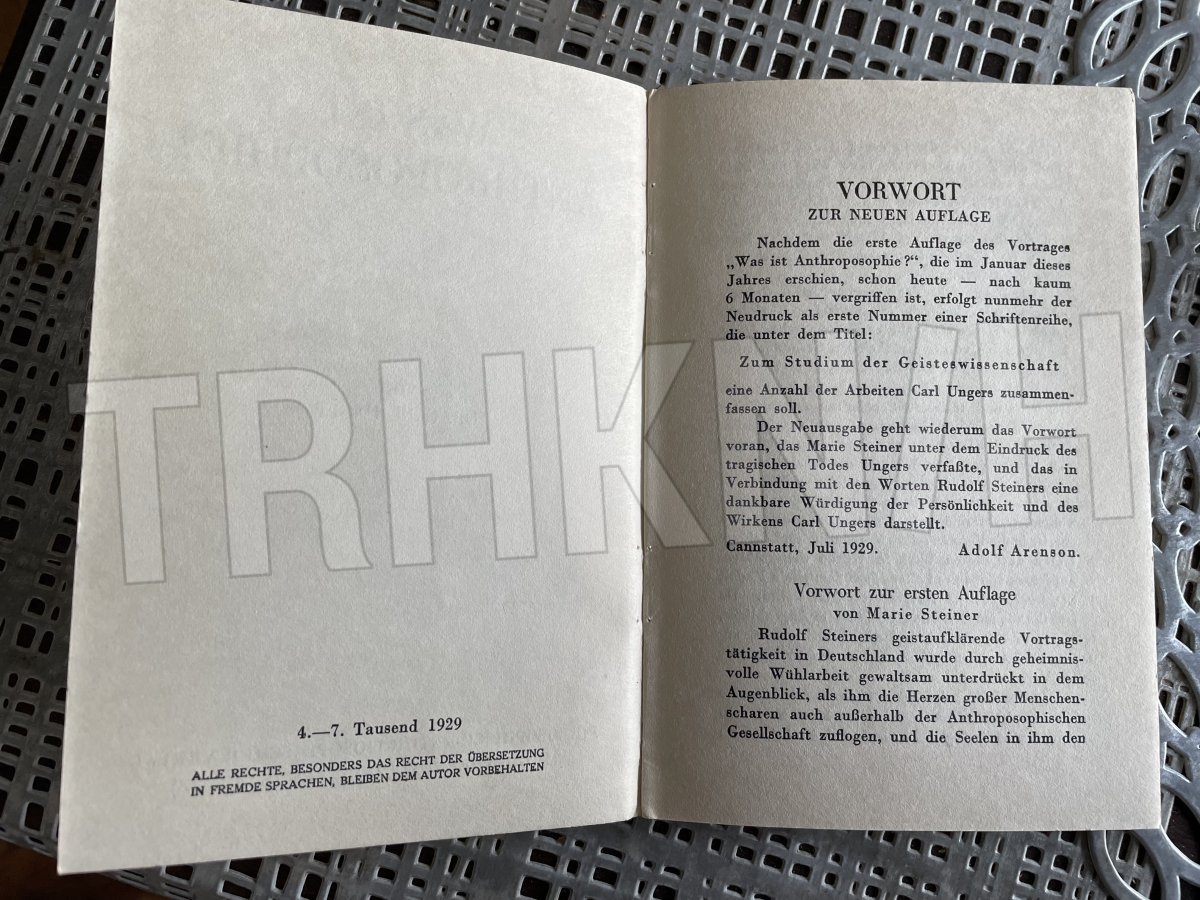 4.—7. Tausend 1929
ALLE RECHTE, BESONDERS DAS RECHT DER ÜBERSETZUNG
IN FREMDE SPRACHEN, BLEIBEN DEM AUTOR VORBEHALTEN
VORWORT
ZUR NEUEN AUFLAGE
Nachdem die erste Auflage des Vortrages
„Was ist Anthroposophie?“, die im Januar dieses
Jahres erschien, schon heute — nach kaum
6 Monaten — vergriffen ist, erfolgt nunmehr der
Neudruck als erste Nummer einer Schriftenreihe,
die unter dem Titel:
Zum Studium der Geisteswissenschaft
eine Anzahl der Arbeiten Carl Ungers zusammen-
fassen soll.
Der Neuausgabe geht wiederum das Vorwort
voran, das Marie Steiner unter dem Eindruck des
tragischen Todes Ungers verfaßte, und das in
Verbindung mit den Worten Rudolf Steiners eine
dankbare Würdigung der Persönlichkeit und des
Wirkens Carl Ungers darstellt.
Cannstatt, Juli 1929. Adolf Arenson.
Vorwort zur ersten Auflage
von Marie Steiner
Rudolf Steiners geistaufklärende Vortrags-
tätigkeit in Deutschland wurde durch geheimnis-
volle Wühlarbeit gewaltsam unterdrückt in dem
Augenblick, als ihm die Herzen großer Menschen-
scharen auch außerhalb der Anthroposophischen
Gesellschaft zuflogen, und die Seelen in ihm den
TRHKNVH